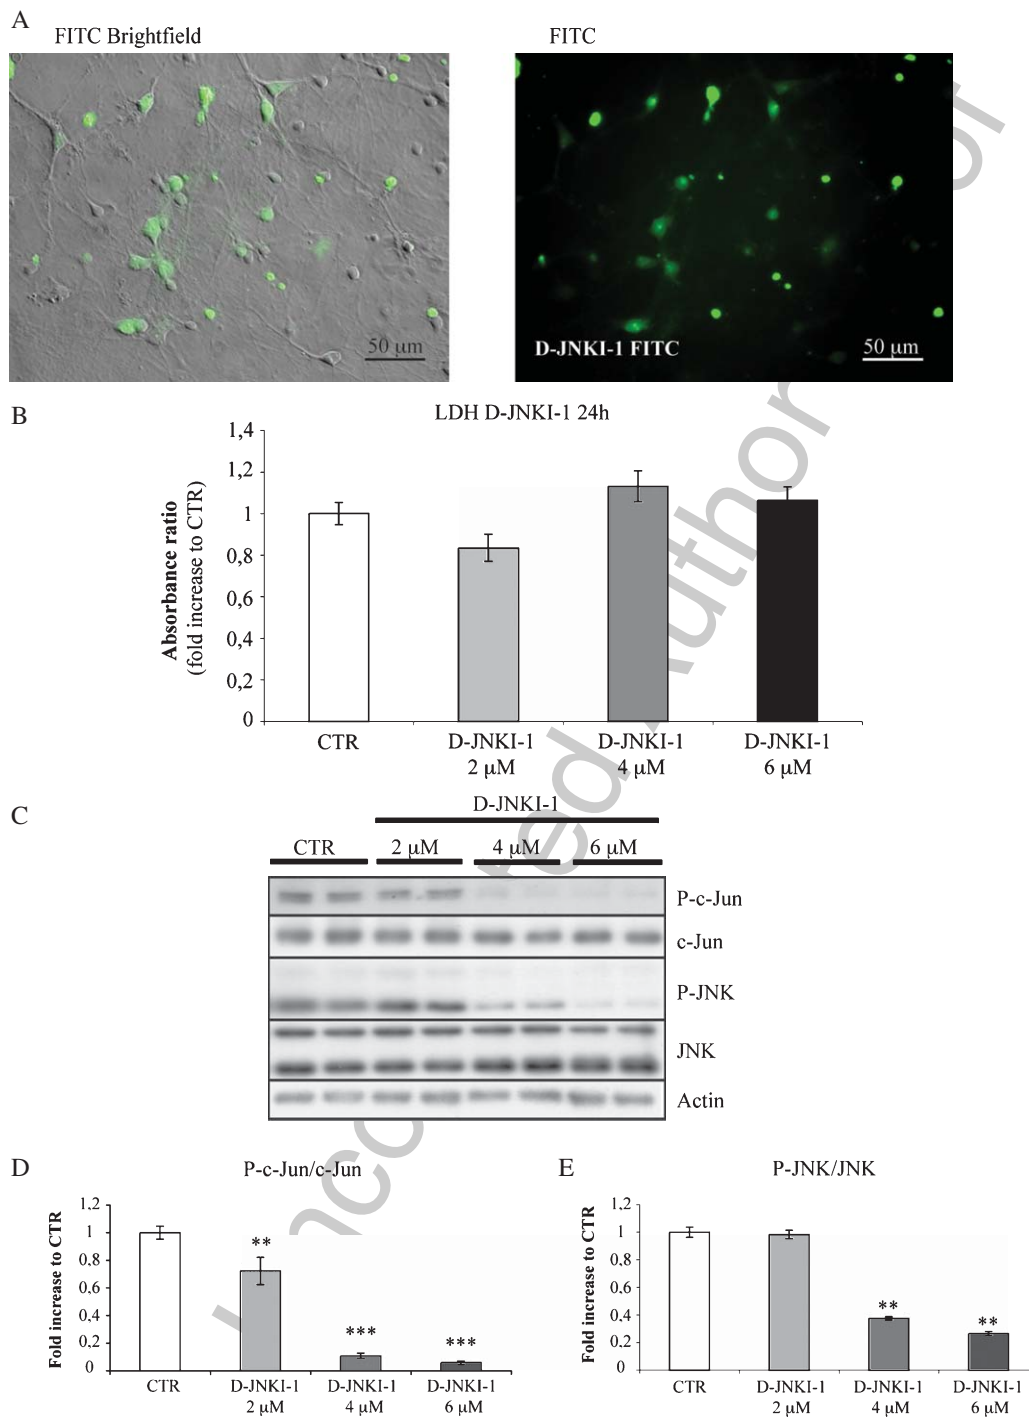 A
FITC Brightfield
FITC
50 μm
D-JNKI-1 FITC
50 μm
B
LDH D-JNKI-1 24h
Absorbance ratio
(fold increase to CTR)
1,4
1,2
1
0,8
0,6
0,4
0,2
0
CTR
D-JNKI-1
2 μM
D-JNKI-1
4 μM
D-JNKI-1
6 μM
C
D-JNKI-1
CTR
2 μM
4 μM
6 μM
P-c-Jun
c-Jun
P-JNK
JNK
Actin
D
P-c-Jun/c-Jun
Fold increase to CTR
1,2
1
0,8
0,6
0,4
0,2
0
**
***
***
CTR
D-JNKI-1
2 μM
D-JNKI-1
4 μM
D-JNKI-1
6 μM
E
P-JNK/JNK
Fold increase to CTR
1,2
1
0,8
0,6
0,4
0,2
0
**
**
CTR
D-JNKI-1
2 μM
D-JNKI-1
4 μM
D-JNKI-1
6 μM